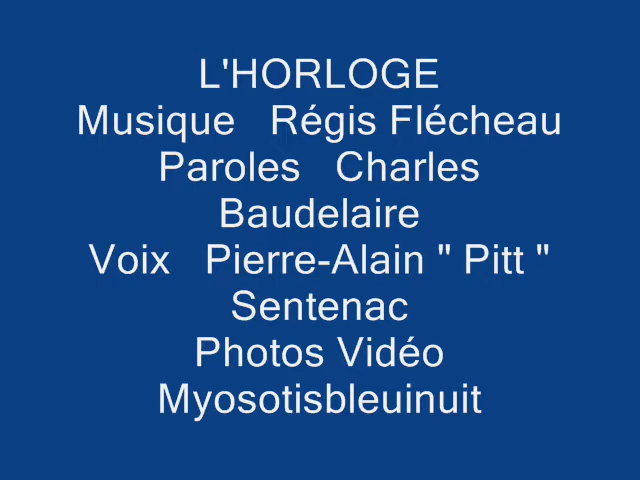 L'HORLOGE
Musique   Régis Flécheau
Paroles   Charles
Baudelaire
Voix   Pierre-Alain " Pitt "
Sentenac
Photos Vidéo
Myosotisbleuinuit